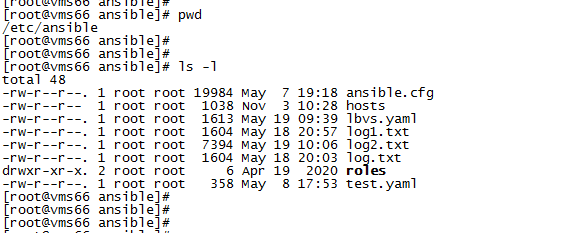 [root@vms66 ansible]#
[root@vms66 ansible]# pwd
/etc/ansible
[root@vms66 ansible]#
[root@vms66 ansible]#
[root@vms66 ansible]# ls -l
total 48
-rw-r--r--. 1 root root 19984 May  7 19:18 ansible.cfg
-rw-r--r--  1 root root  1038 Nov  3 10:28 hosts
-rw-r--r--. 1 root root  1613 May 19 09:39 lbvs.yaml
-rw-r--r--. 1 root root  1604 May 18 20:57 log1.txt
-rw-r--r--. 1 root root  7394 May 19 10:06 log2.txt
-rw-r--r--. 1 root root  1604 May 18 20:03 log.txt
drwxr-xr-x. 2 root root     6 Apr 19  2020 roles
-rw-r--r--. 1 root root   358 May  8 17:53 test.yaml
[root@vms66 ansible]#
[root@vms66 ansible]#
[root@vms66 ansible]#